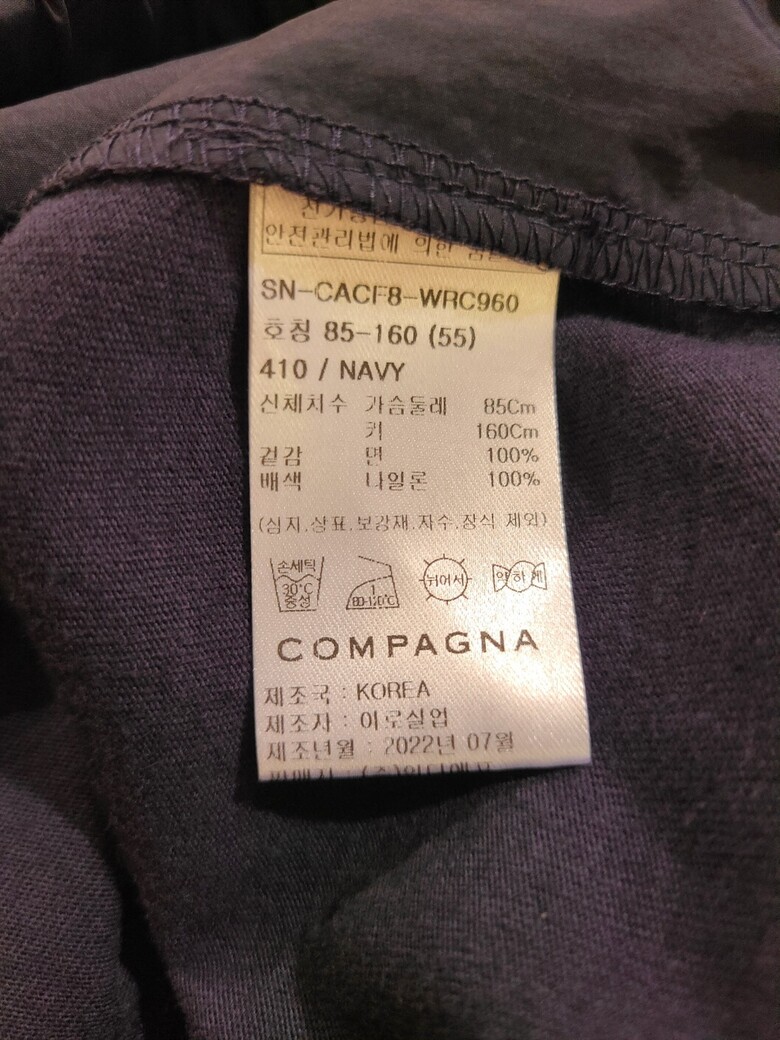 안전관리법에 의한
SN-CACF8-WRC960
호칭 85-160 (55)
410 / NAVY
신체치수 가슴둘레 85Cm
키 160Cm
겉감 면 100%
배색 나일론 100%
(심지.상표.보강재.자수.장식 제외)
손세탁 30°C 중성
1 80-120°C
뉘어서
약하게
COMPAGNA
제조국 : KOREA
제조자 : 이로실업
제조년월 : 2022년 07월